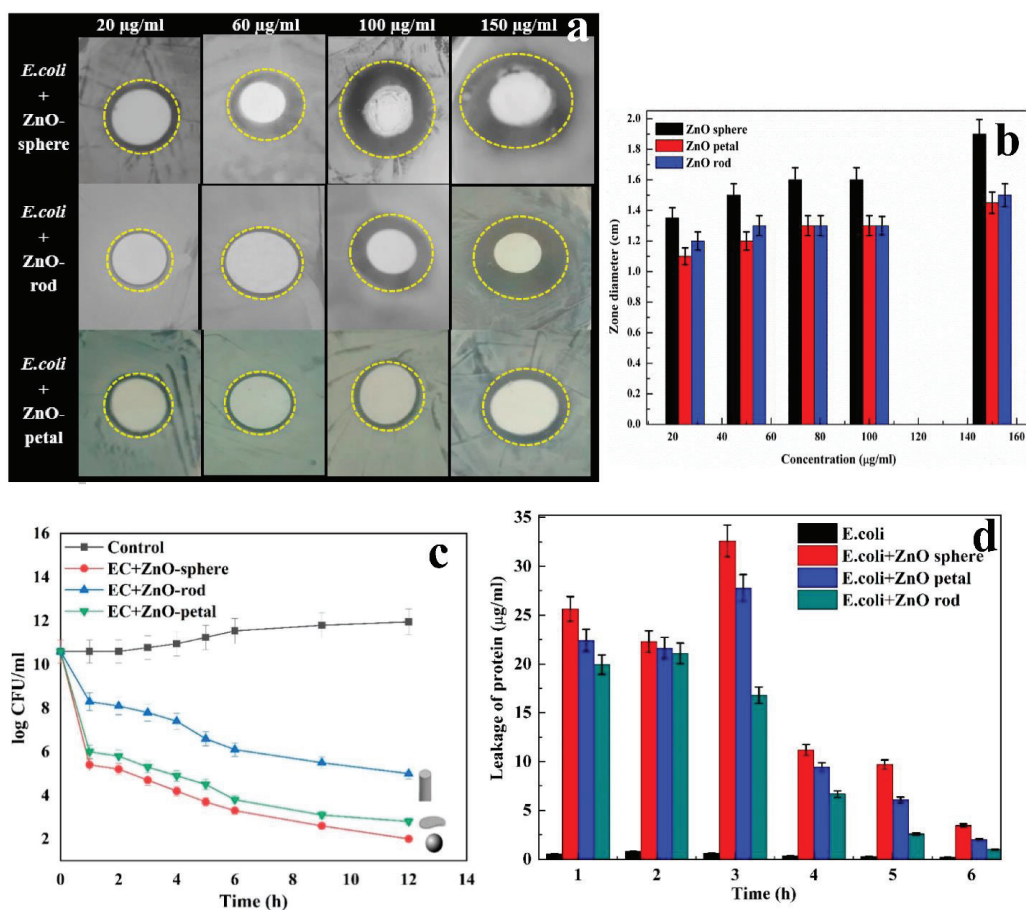 20 µg/ml 60 µg/ml 100 µg/ml 150 µg/ml a
E.coli
+
ZnO-
sphere
E.coli
+
ZnO-
rod
E.coli
+
ZnO-
petal
b
ZnO sphere
ZnO petal
ZnO rod
Zone diameter (cm)
2.0
1.8
1.6
1.4
1.2
1.0
0.8
0.6
0.4
0.2
0.0
20 40 60 80 100 120 140 160
Concentration (µg/ml)
c
Control
EC+ZnO-sphere
EC+ZnO-rod
EC+ZnO-petal
log CFU/ml
16
14
12
10
8
6
4
2
0 2 4 6 8 10 12 14
Time (h)
d
E.coli
E.coli+ZnO sphere
E.coli+ZnO petal
E.coli+ZnO rod
Leakage of protein (µg/ml)
35
30
25
20
15
10
5
0
1 2 3 4 5 6
Time (h)